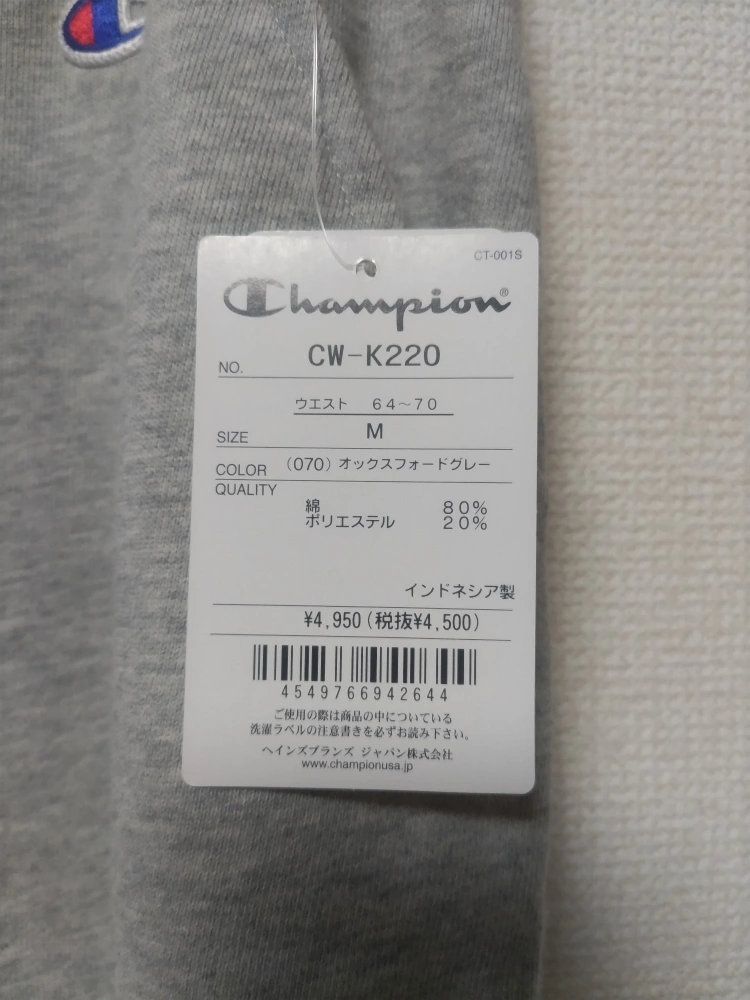 CT-001S
Champion®
NO. CW-K220
ウエスト 64~70
SIZE M
COLOR (070) オックスフォードグレー
QUALITY
綿 80%
ポリエステル 20%
インドネシア製
¥4,950(税抜¥4,500)
4549766942644
ご使用の際は商品の中についている
洗濯ラベルの注意書きを必ずお読み下さい。
ヘインズブランズ ジャパン株式会社
www.championusa.jp